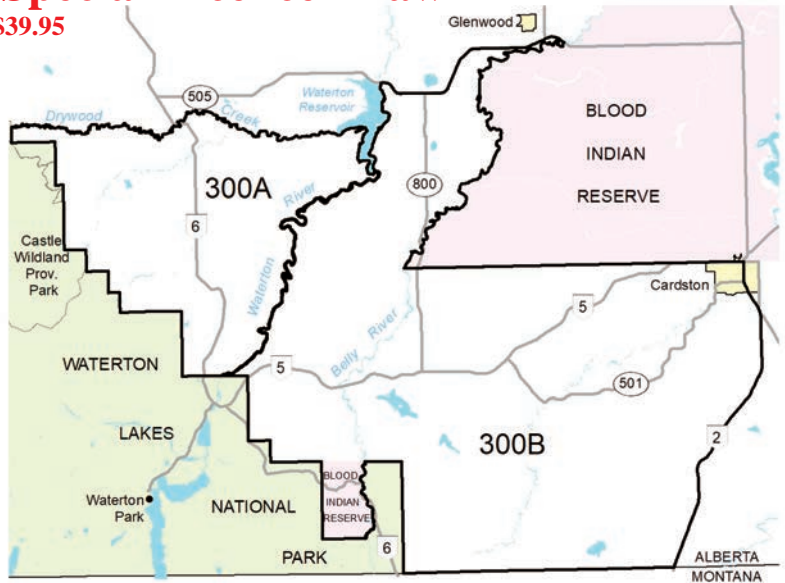 $39.95
Glenwood
505
Drywood
Creek
Waterton
Reservoir
BLOOD
INDIAN
RESERVE
300A
River
800
6
Castle
Wildland
Prov.
Park
Waterton
Cardston
5
Belly River
WATERTON
5
501
LAKES
300B
2
BLOOD
INDIAN
RESERVE
Waterton
Park
NATIONAL
6
PARK
ALBERTA
MONTANA